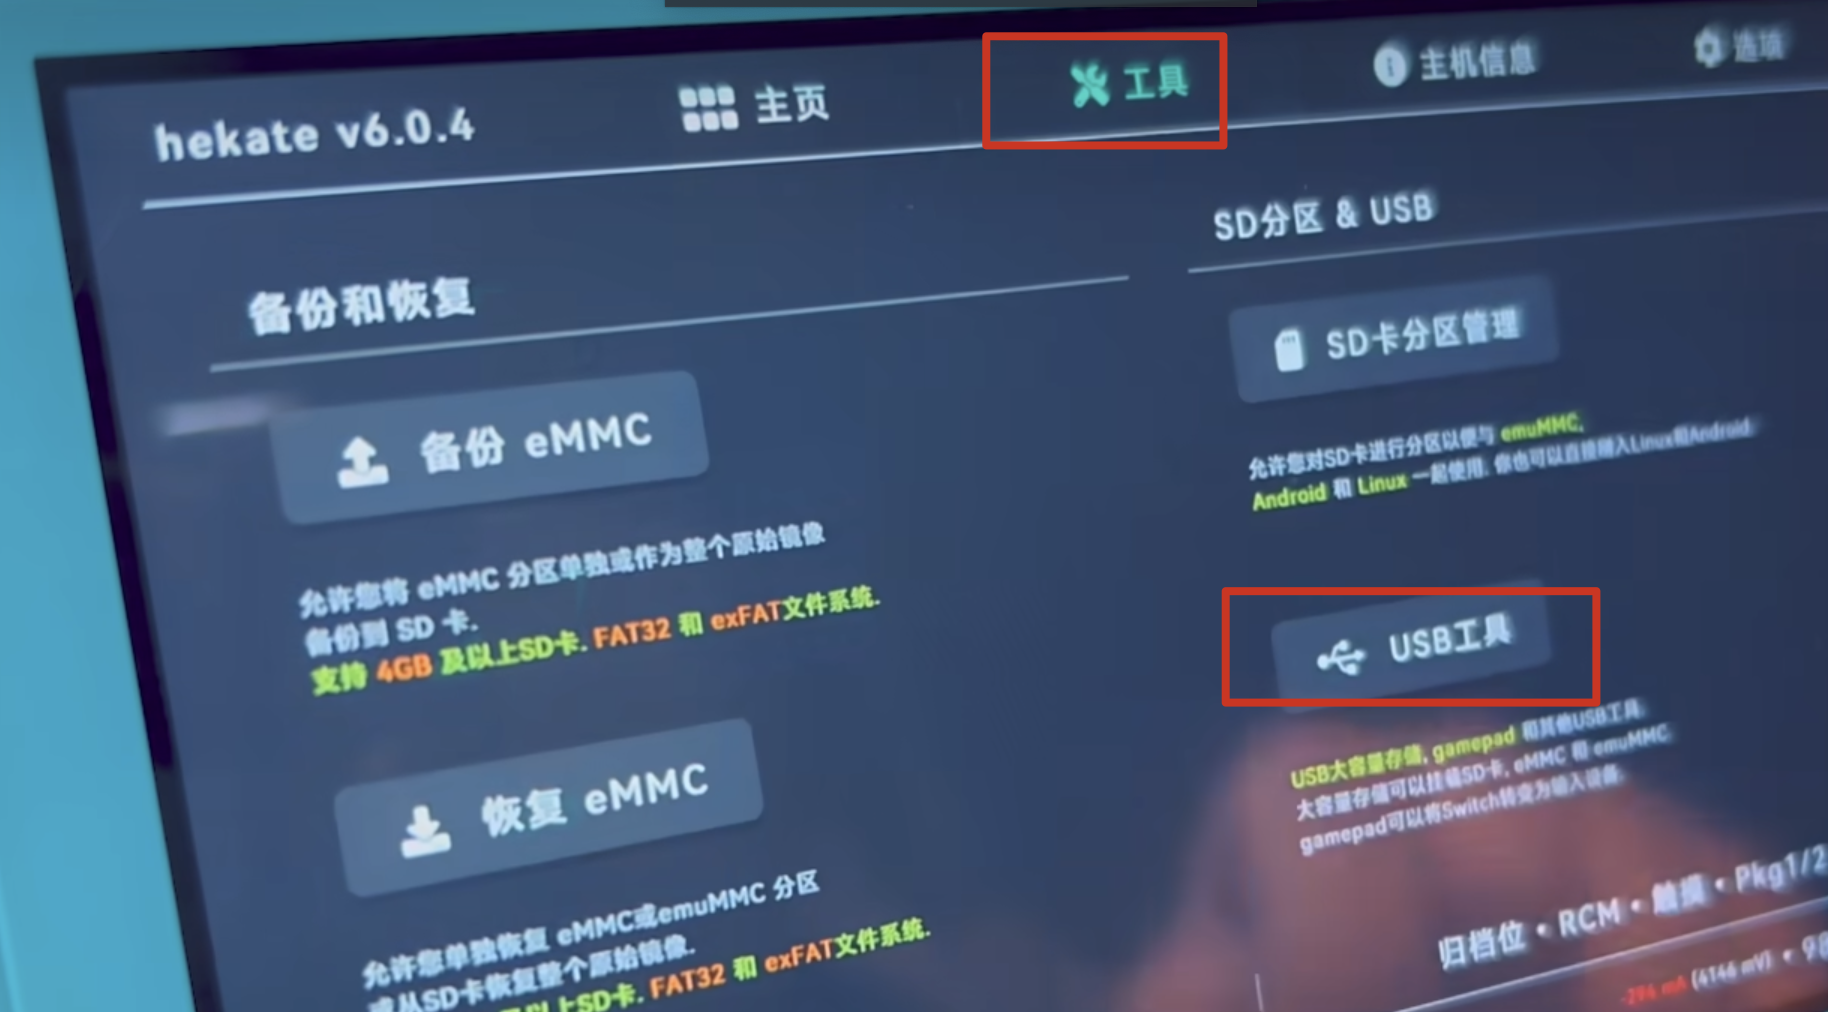 hekate v6.0.4
主页
工具
主机信息
选项
备份和恢复
备份 eMMC
允许您将 eMMC 分区单独或作为整个原始镜像
备份到 SD 卡.
支持 4GB 及以上SD卡. FAT32 和 exFAT文件系统.
恢复 eMMC
允许您单独恢复 eMMC或emuMMC 分区
或从SD卡恢复整个原始镜像.
以上SD卡. FAT32 和 exFAT文件系统.
SD分区 & USB
SD卡分区管理
允许您对SD卡进行分区以便与 emuMMC,
Android 和 Linux 一起使用. 你也可以直接刷入Linux和Android.
USB工具
USB大容量存储, gamepad 和其他USB工具.
大容量存储可以挂载SD卡, eMMC 和 emuMMC.
gamepad可以将Switch转变为输入设备.
归档位 • RCM • 触摸 • Pkg1/2
(4146 mV) •